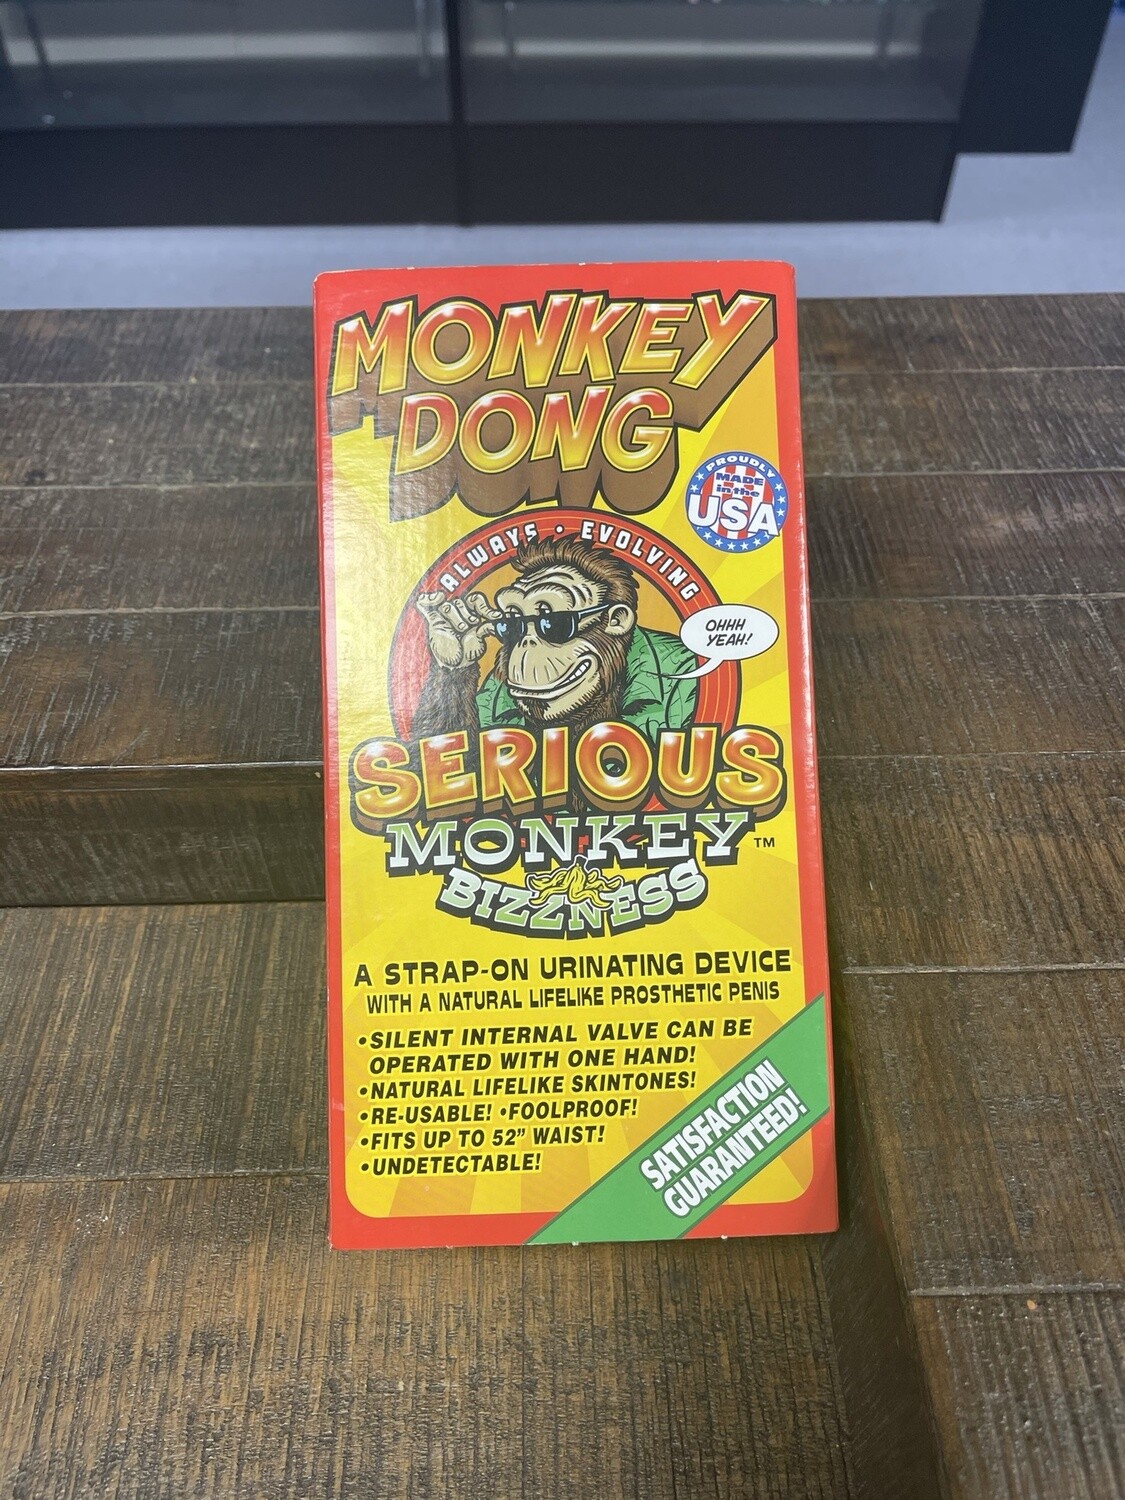 MONKEY
DONG
PROUDLY
MADE
in the
USA
ALWAYS • EVOLVING
OHHH
YEAH!
SERIOUS
MONKEY™
BIZZNESS
A STRAP-ON URINATING DEVICE
WITH A NATURAL LIFELIKE PROSTHETIC PENIS
•SILENT INTERNAL VALVE CAN BE
OPERATED WITH ONE HAND!
•NATURAL LIFELIKE SKINTONES!
•RE-USABLE! •FOOLPROOF!
•FITS UP TO 52" WAIST!
•UNDETECTABLE!
SATISFACTION
GUARANTEED!